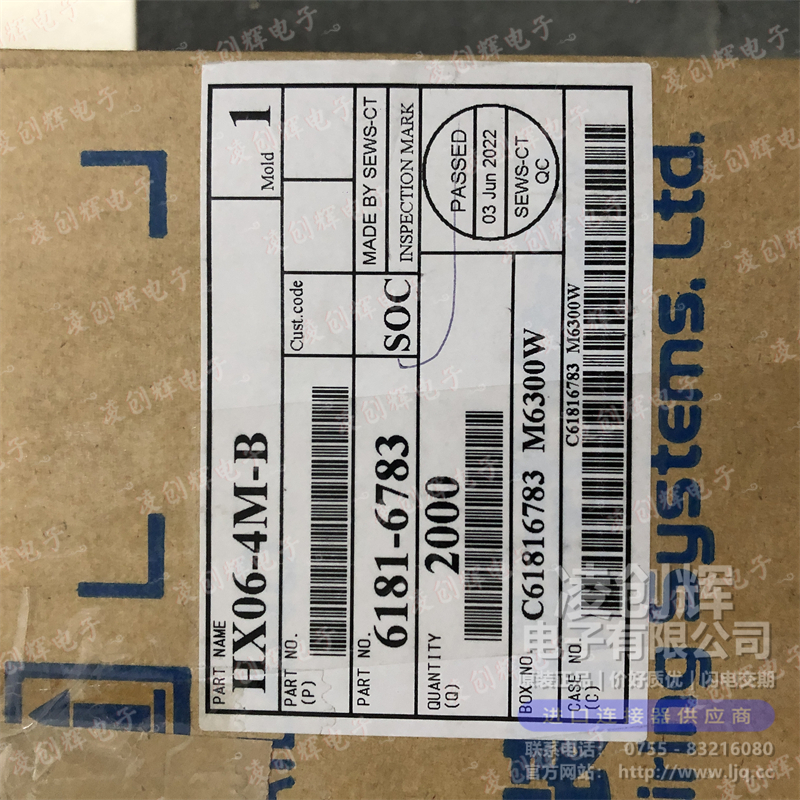 PART NAME
HX06-4M-B
Mold
1
PART NO.
(P)
Cust.code
PART NO.
6181-6783
SOC
MADE BY SEWS-CT
INSPECTION MARK
QUANTITY
(Q)
2000
PASSED
03 Jun 2022
SEWS-CT
QC
BOX NO.
C61816783 M6300W
CASE NO.
(C)
C61816783 M6300W
iring Systems, Ltd.
凌创辉电子
凌创辉
电子有限公司
原装正品 | 价好质优 | 闪电交期
进口连接器供应商
联系电话: 0755 - 83216080
官方网站: http://www.ljq.cc